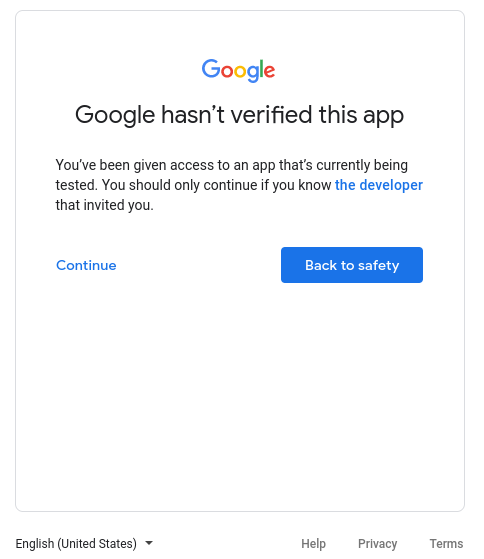 Google
Google hasn’t verified this app
You’ve been given access to an app that’s currently being
tested. You should only continue if you know the developer
that invited you.
Continue
Back to safety
English (United States)
Help
Privacy
Terms